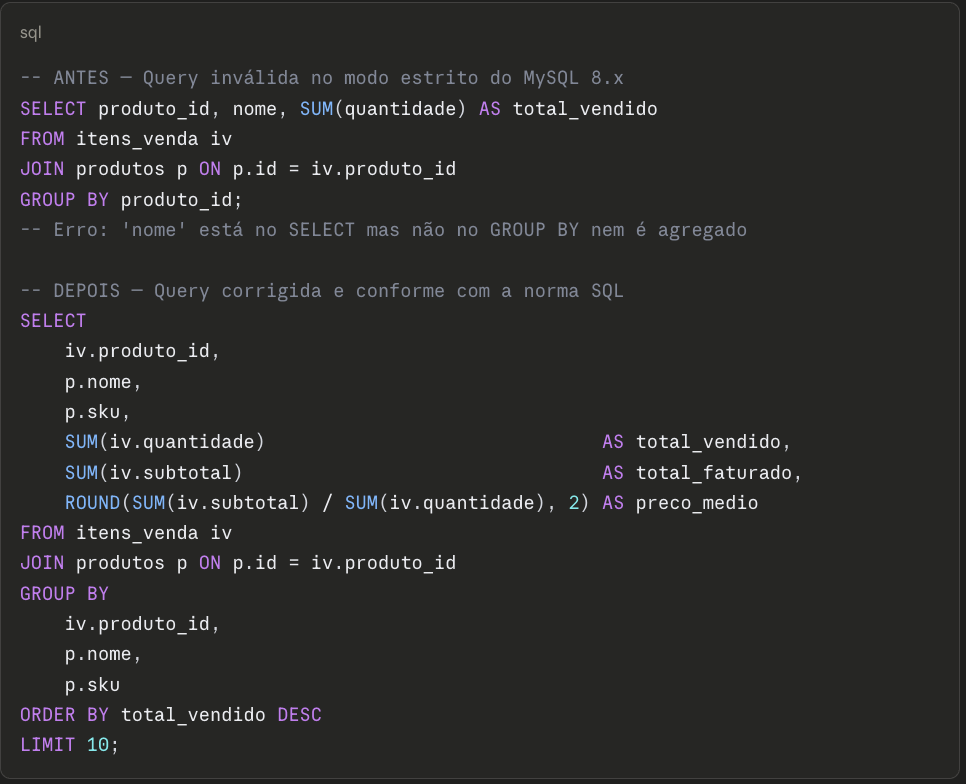 sql
-- ANTES — Query inválida no modo estrito do MySQL 8.x
SELECT produto_id, nome, SUM(quantidade) AS total_vendido
FROM itens_venda iv
JOIN produtos p ON p.id = iv.produto_id
GROUP BY produto_id;
-- Erro: 'nome' está no SELECT mas não no GROUP BY nem é agregado

-- DEPOIS — Query corrigida e conforme com a norma SQL
SELECT
    iv.produto_id,
    p.nome,
    p.sku,
    SUM(iv.quantidade)                              AS total_vendido,
    SUM(iv.subtotal)                                AS total_faturado,
    ROUND(SUM(iv.subtotal) / SUM(iv.quantidade), 2) AS preco_medio
FROM itens_venda iv
JOIN produtos p ON p.id = iv.produto_id
GROUP BY
    iv.produto_id,
    p.nome,
    p.sku
ORDER BY total_vendido DESC
LIMIT 10;